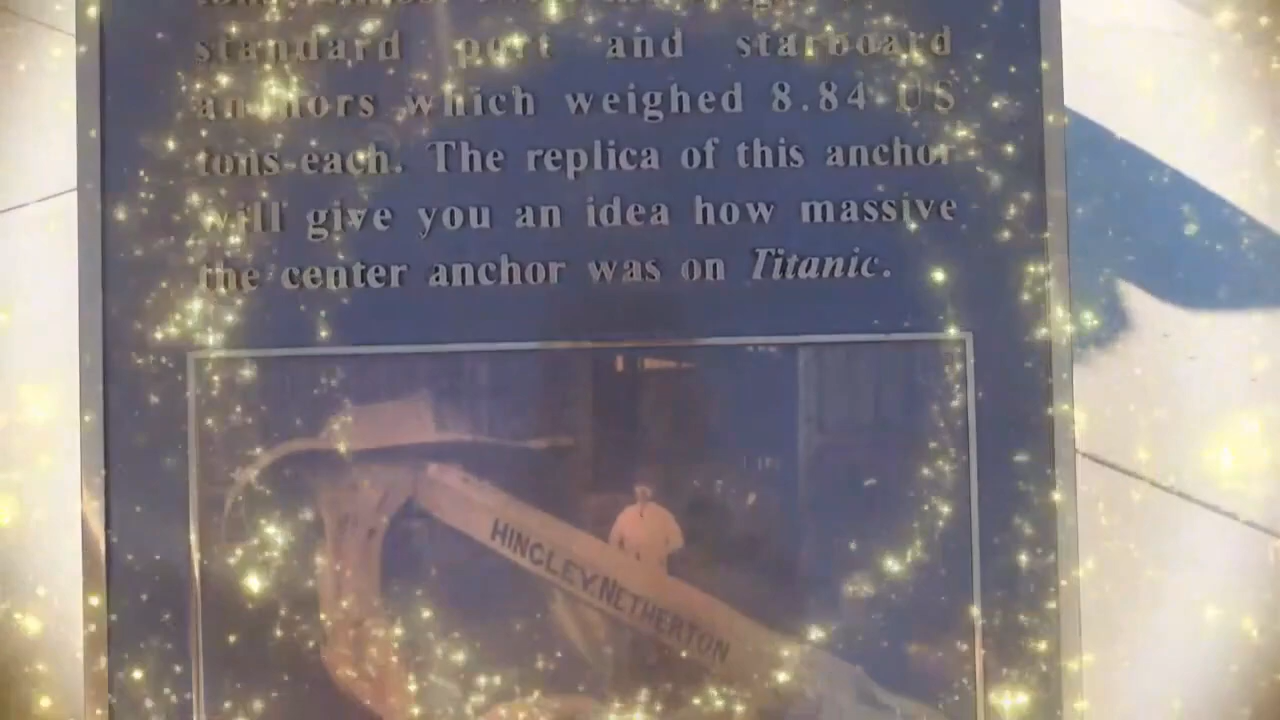 standard port and starboard
anchors which weighed 8.84 US
tons each. The replica of this anchor
will give you an idea how massive
the center anchor was on Titanic.
HINGLEY. NETHERTON